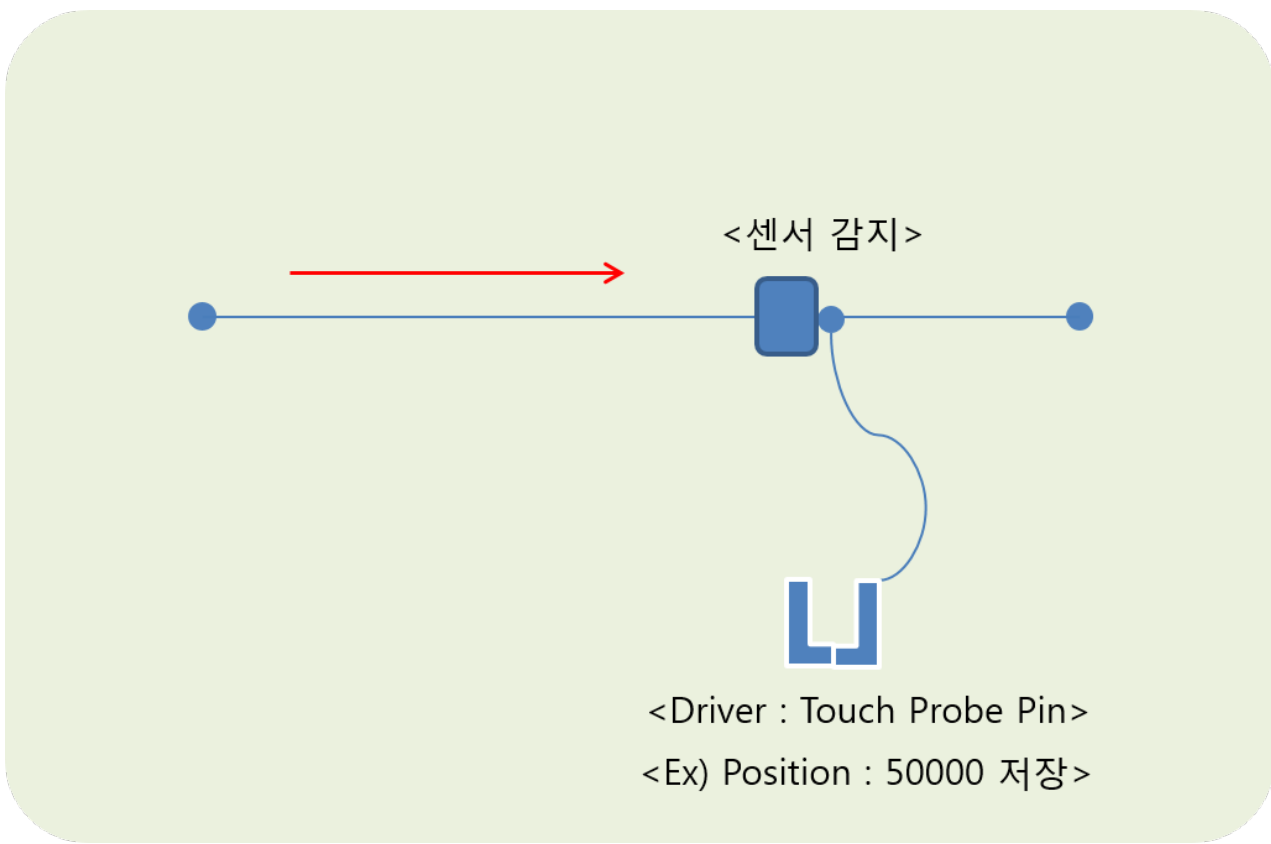 <센서 감지>
<Driver : Touch Probe Pin>
<Ex) Position : 50000 저장>